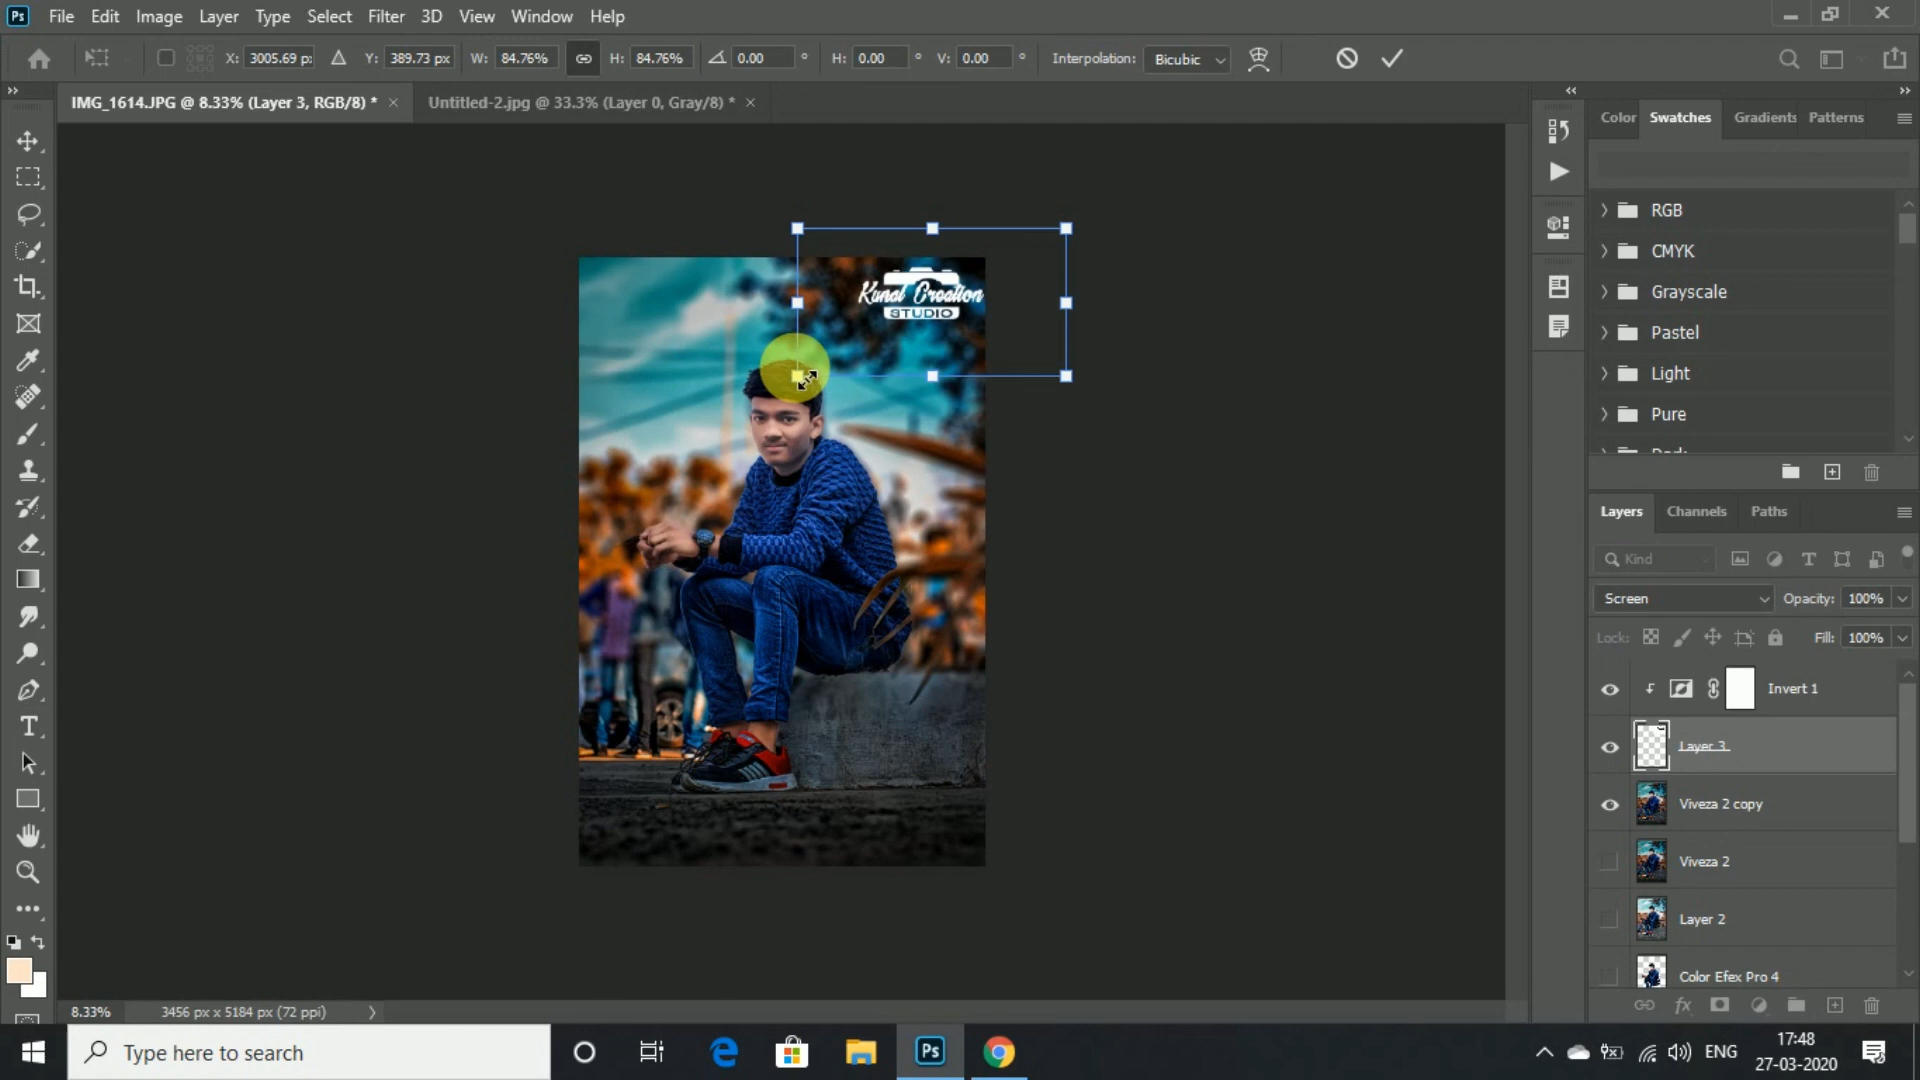 Ps File Edit Image Layer Type Select Filter 3D View Window Help
X: 3005.69 px Y: 389.73 px W: 84.76% H: 84.76% 0.00 ° H: 0.00 ° V: 0.00 ° Interpolation: Bicubic
IMG_1614.JPG @ 8.33% (Layer 3, RGB/8) * × Untitled-2.jpg @ 33.3% (Layer 0, Gray/8) * ×
Color Swatches Gradients Patterns
RGB
CMYK
Grayscale
Pastel
Light
Pure
Dark
Kunal Creation
STUDIO
Layers Channels Paths
Kind
Screen Opacity: 100%
Lock: Fill: 100%
Invert 1
Layer 3
Viveza 2 copy
Viveza 2
Layer 2
Color Efex Pro 4
8.33% 3456 px x 5184 px (72 ppi)
Type here to search
Ps
ENG
17:48
27-03-2020